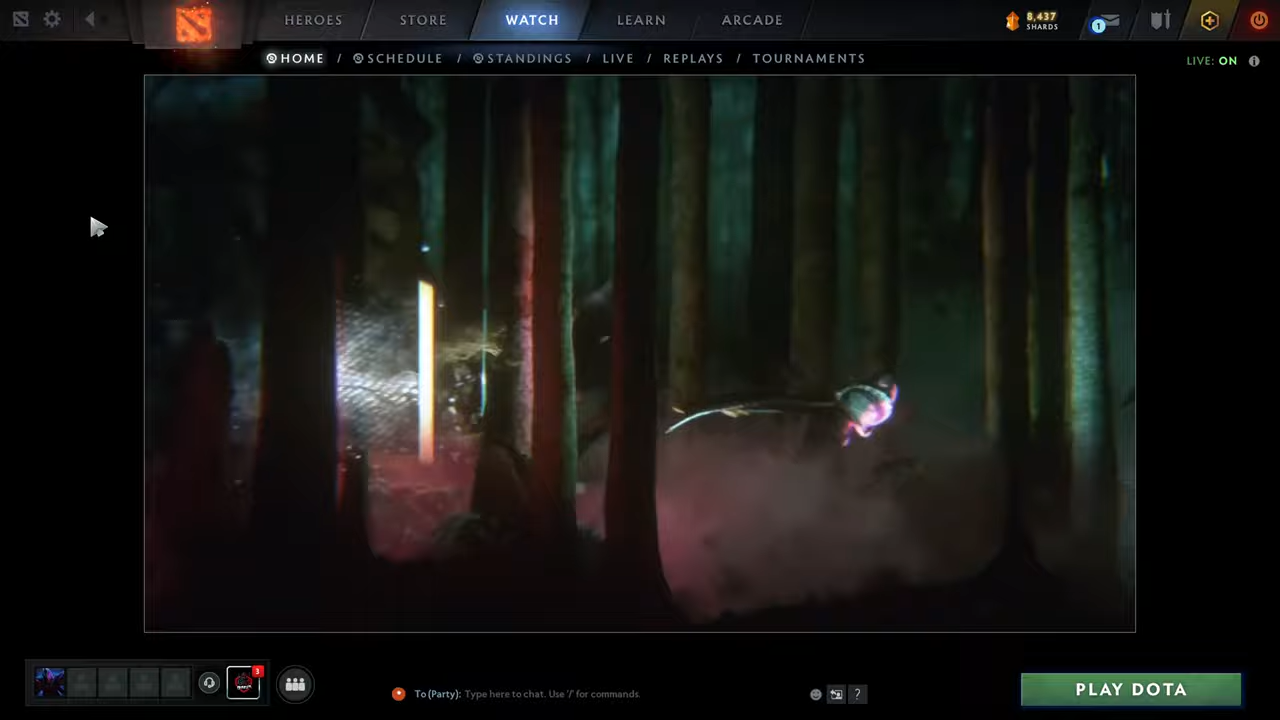 HEROES
STORE
WATCH
LEARN
ARCADE
8,437
SHARDS
1
HOME / SCHEDULE / STANDINGS / LIVE / REPLAYS / TOURNAMENTS
LIVE: ON
3
To (Party): Type here to chat. Use '/' for commands.
?
PLAY DOTA